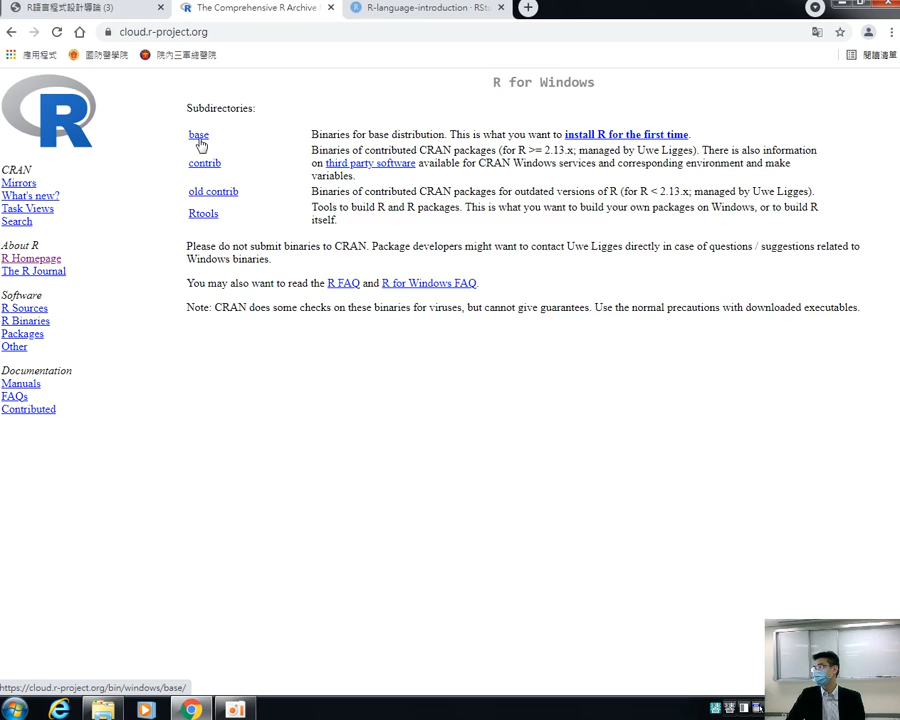 R語言程式設計導論 (3)
The Comprehensive R Archive
R-language-introduction · RSt
cloud.r-project.org
應用程式
國防醫學院
院內三軍總醫院
閱讀清單
R
CRAN
Mirrors
What's new?
Task Views
Search
About R
R Homepage
The R Journal
Software
R Sources
R Binaries
Packages
Other
Documentation
Manuals
FAQs
Contributed
R for Windows
Subdirectories:
base
Binaries for base distribution. This is what you want to install R for the first time.
contrib
Binaries of contributed CRAN packages (for R >= 2.13.x; managed by Uwe Ligges). There is also information
on third party software available for CRAN Windows services and corresponding environment and make
variables.
old contrib
Binaries of contributed CRAN packages for outdated versions of R (for R < 2.13.x; managed by Uwe Ligges).
Rtools
Tools to build R and R packages. This is what you want to build your own packages on Windows, or to build R
itself.
Please do not submit binaries to CRAN. Package developers might want to contact Uwe Ligges directly in case of questions / suggestions related to
Windows binaries.
You may also want to read the R FAQ and R for Windows FAQ.
Note: CRAN does some checks on these binaries for viruses, but cannot give guarantees. Use the normal precautions with downloaded executables.
https://cloud.r-project.org/bin/windows/base/